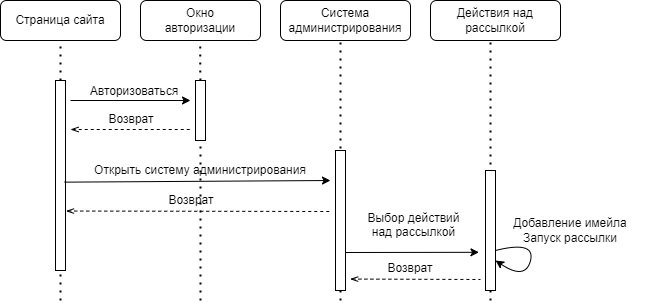 Страница сайта
Окно
авторизации
Система
администрирования
Действия над
рассылкой
Авторизоваться
Возврат
Открыть систему администрирования
Возврат
Выбор действий
над рассылкой
Добавление имейла
Запуск рассылки
Возврат